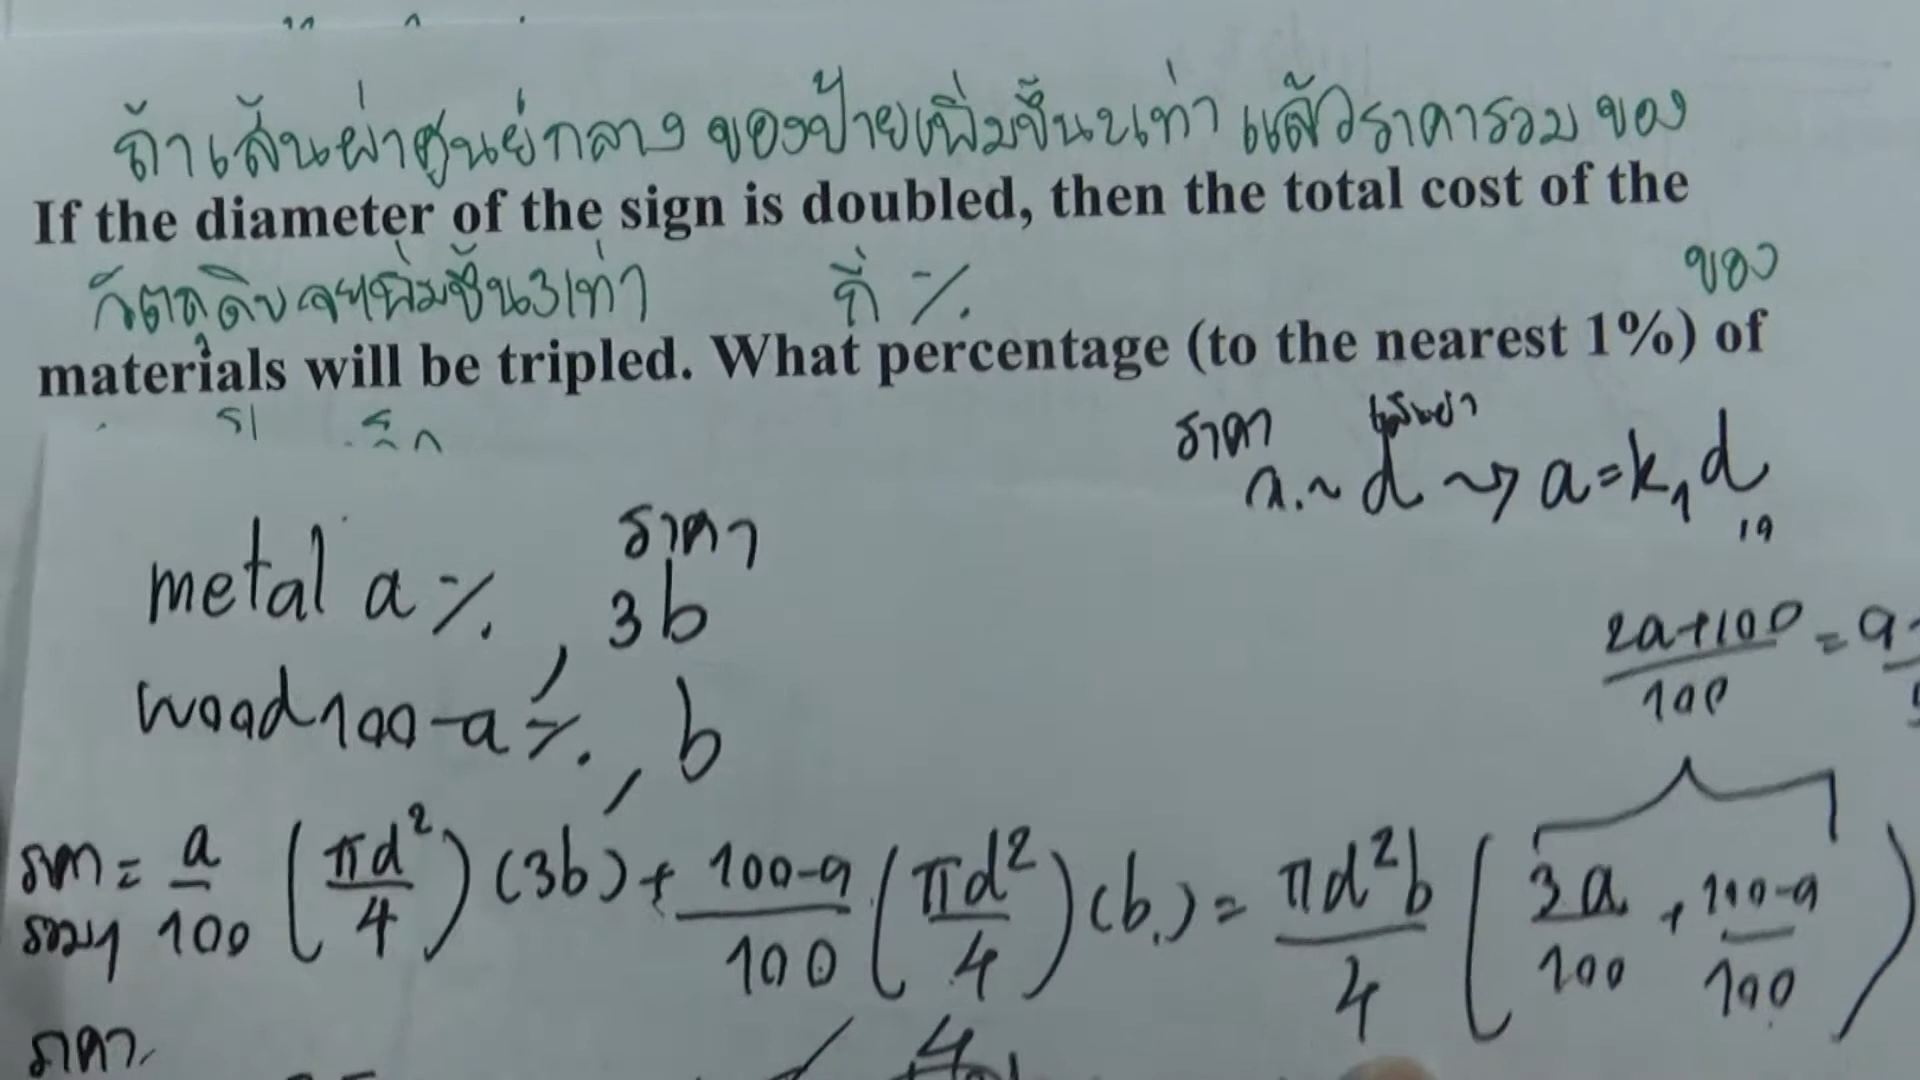 ถ้าเส้นผ่าศูนย์กลาง ของป้ายเพิ่มขึ้น2เท่า แล้วราคารวม ของ
If the diameter of the sign is doubled, then the total cost of the
วัตถุดิบจะเพิ่มขึ้น3เท่า กี่ % ของ
materials will be tripled. What percentage (to the nearest 1%) of
ราคา
d a=k₁d
metal a%, 3b ราคา
2a+100 / 100 = a
wood 100-a%, b
ราคารวม = a/100 (πd²/4) (3b) + 100-a/100 (πd²/4) (b) = πd²b/4 (3a/100 + 100-a/100)
ราคา